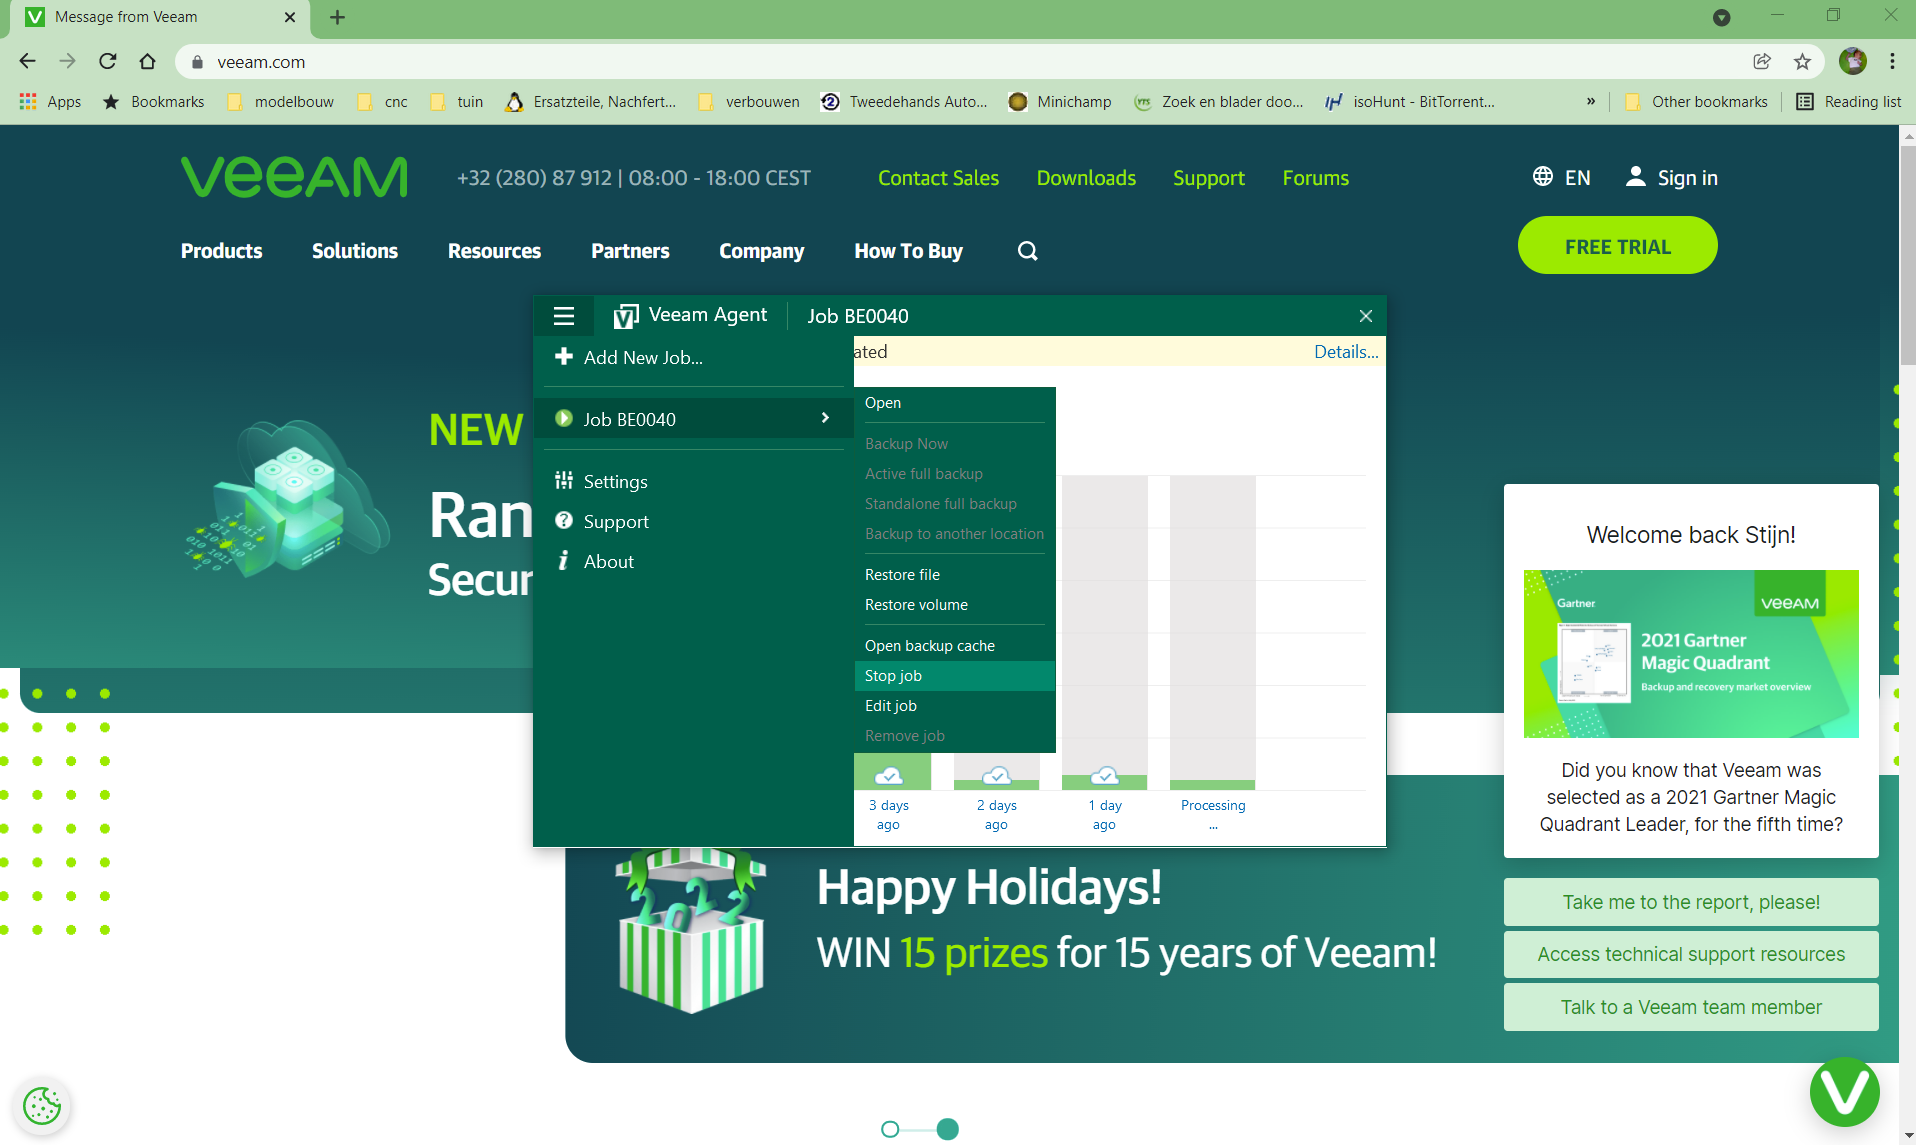 Message from Veeam
veeam.com
Apps
Bookmarks
modelbouw
cnc
tuin
Ersatzteile, Nachfert...
verbouwen
Tweedehands Auto...
Minichamp
Zoek en blader doo...
isoHunt - BitTorrent...
»
Other bookmarks
Reading list
veeAM
+32 (280) 87 912 | 08:00 - 18:00 CEST
Contact Sales
Downloads
Support
Forums
EN
Sign in
Products
Solutions
Resources
Partners
Company
How To Buy
FREE TRIAL
Veeam Agent
Job BE0040
Add New Job...
ated
Details...
Job BE0040
Settings
Support
About
Open
Backup Now
Active full backup
Standalone full backup
Backup to another location
Restore file
Restore volume
Open backup cache
Stop job
Edit job
Remove job
3 days
ago
2 days
ago
1 day
ago
Processing
...
NEW
Ran
Secur
Welcome back Stijn!
Gartner
veeAM
2021 Gartner
Magic Quadrant
Backup and recovery market overview
Did you know that Veeam was
selected as a 2021 Gartner Magic
Quadrant Leader, for the fifth time?
Take me to the report, please!
Access technical support resources
Talk to a Veeam team member
2022
Happy Holidays!
WIN 15 prizes for 15 years of Veeam!